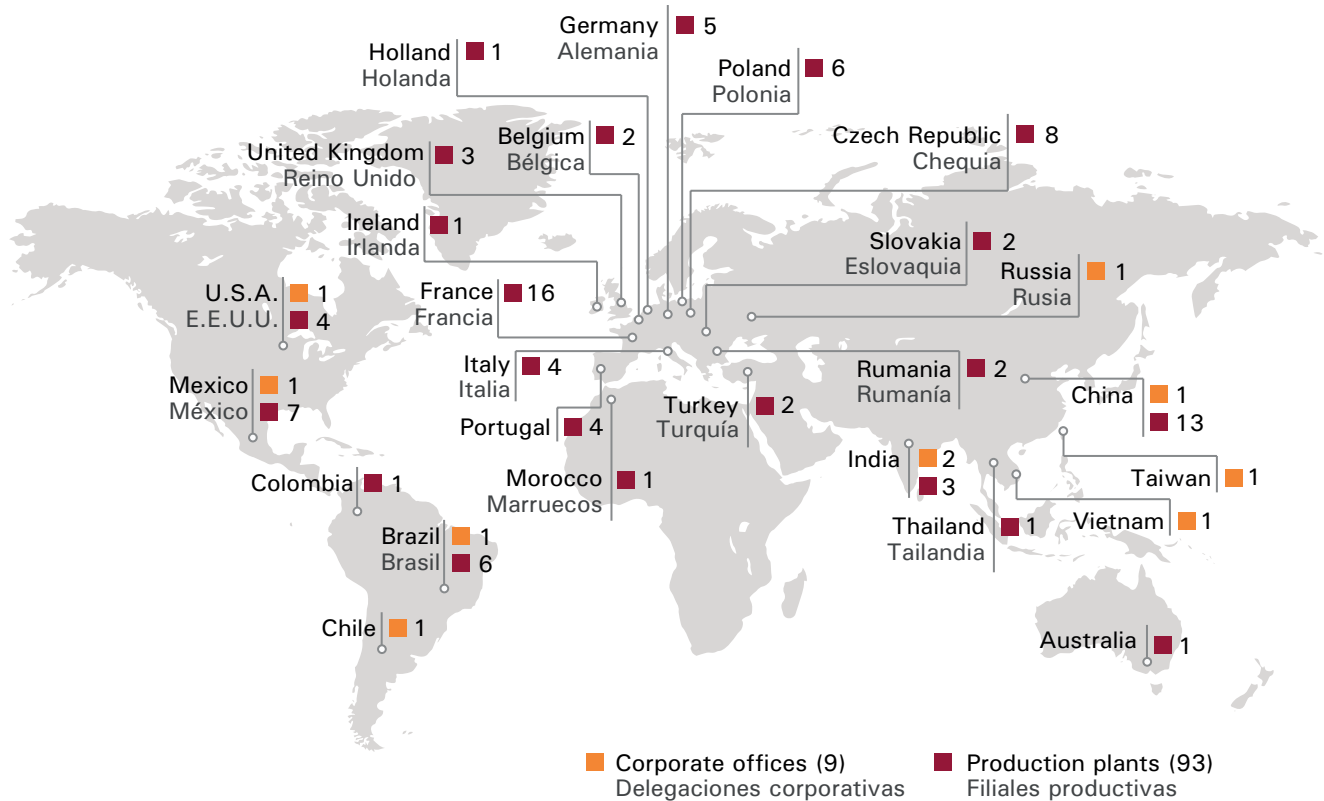 Germany 5
Alemania
Holland 1
Holanda
Poland 6
Polonia
Belgium 2
Bélgica
Czech Republic 8
Chequia
United Kingdom 3
Reino Unido
Ireland 1
Irlanda
Slovakia 2
Eslovaquia
Russia 1
Rusia
U.S.A. 1
E.E.U.U. 4
France 16
Francia
Italy 4
Italia
Rumania 2
Rumanía
Mexico 1
México 7
China 1
13
Turkey 2
Turquía
Portugal 4
India 2
3
Taiwan 1
Colombia 1
Morocco 1
Marruecos
Thailand 1
Tailandia
Vietnam 1
Brazil 1
Brasil 6
Chile 1
Australia 1
Corporate offices (9)
Delegaciones corporativas
Production plants (93)
Filiales productivas